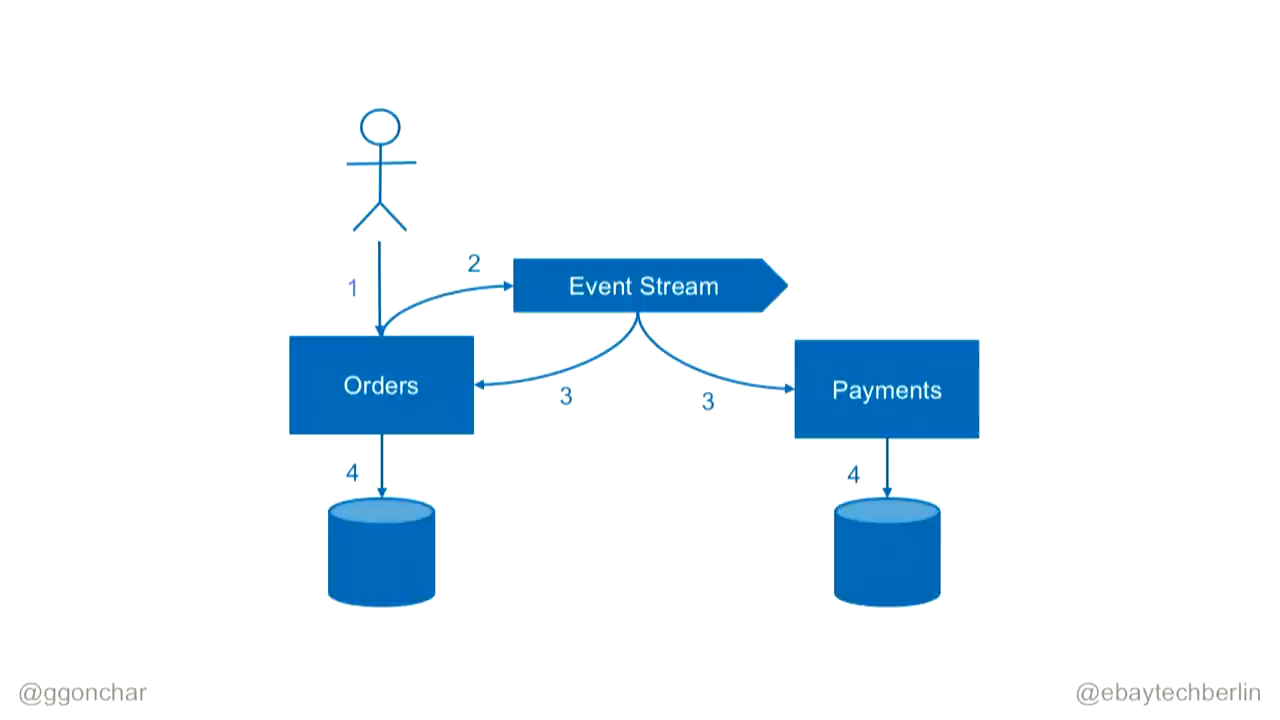 1
2
Event Stream
Orders
3
3
Payments
4
4
@ggonchar
@ebaytechberlin